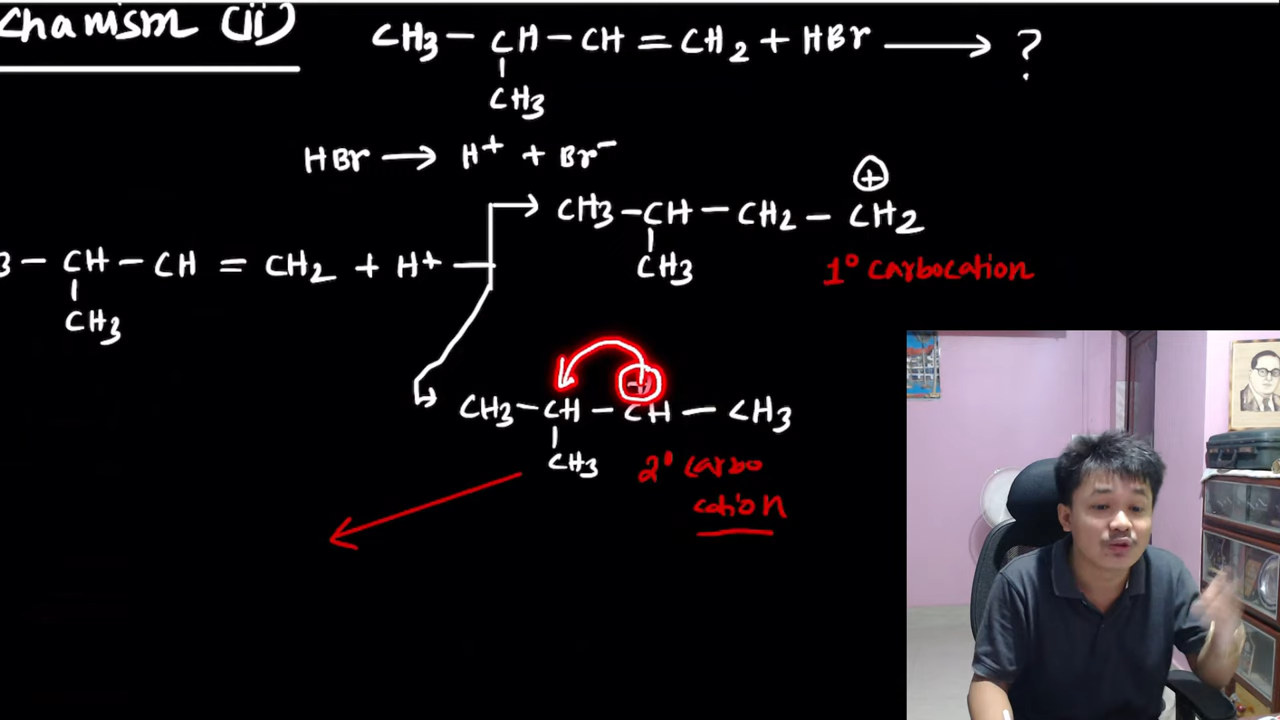 chanism (ii)
CH3 — CH — CH = CH2 + HBr ⟶ ?
CH3
HBr ⟶ H+ + Br−
CH3 — CH — CH2 — CH2
+
CH3
1° carbocation
3 — CH — CH = CH2 + H+
CH3
+
CH3 — CH — CH — CH3
CH3
2° carbo
cation